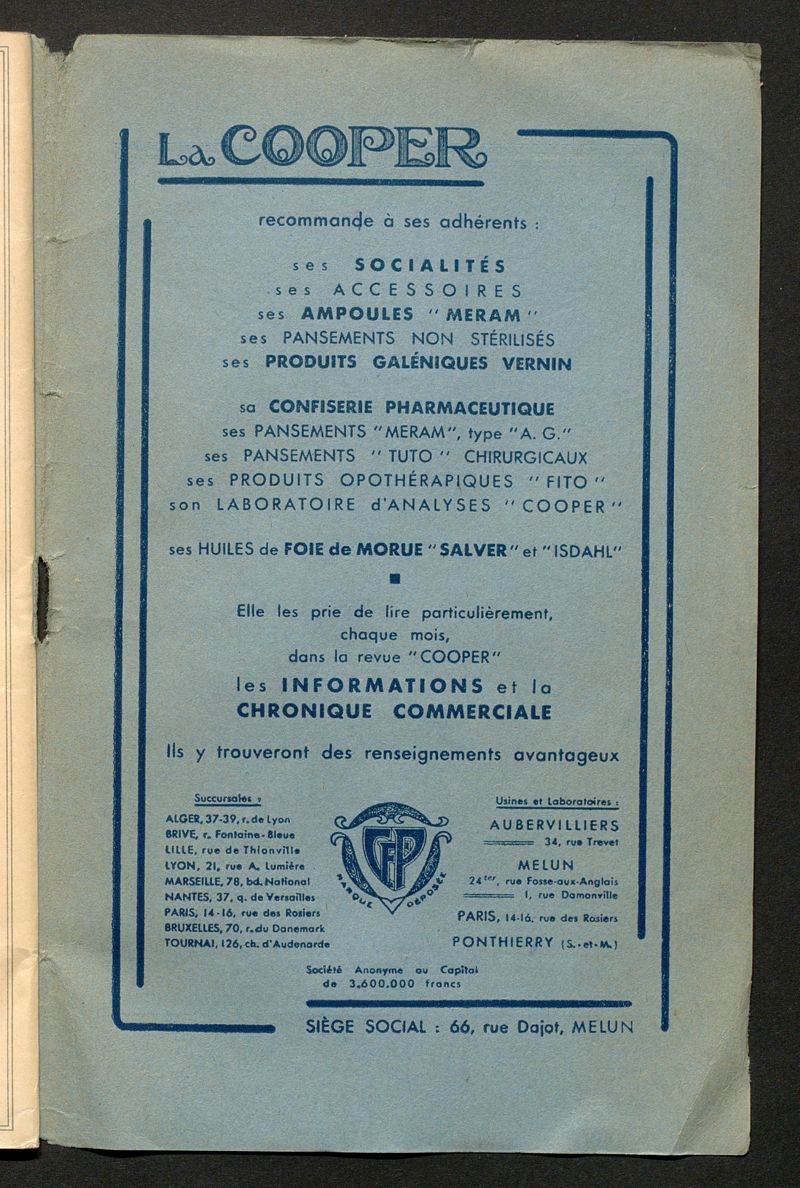 La COOPER
recommande à ses adhérents :
ses SOCIALITÉS
ses ACCESSOIRES
ses AMPOULES "MERAM"
ses PANSEMENTS NON STÉRILISÉS
ses PRODUITS GALÉNIQUES VERNIN
sa CONFISERIE PHARMACEUTIQUE
ses PANSEMENTS "MERAM", type "A. G."
ses PANSEMENTS "TUTO" CHIRURGICAUX
ses PRODUITS OPOTHÉRAPIQUES "FITO"
son LABORATOIRE d'ANALYSES "COOPER"
ses HUILES de FOIE de MORUE "SALVER" et "ISDAHL"
Elle les prie de lire particulièrement,
chaque mois,
dans la revue "COOPER"
les INFORMATIONS et la
CHRONIQUE COMMERCIALE
Ils y trouveront des renseignements avantageux
Succursales :
ALGER, 37-39, r. de Lyon
BRIVE, r. Fontaine-Bleue
LILLE, rue de Thionville
LYON, 21, rue A. Lumière
MARSEILLE, 78, bd. National
NANTES, 37, q. de Versailles
PARIS, 14-16, rue des Rosiers
BRUXELLES, 70, r. du Danemark
TOURNAI, 126, ch. d'Audenarde
CFP
MARQUE DÉPOSÉE
Usines et Laboratoires :
AUBERVILLIERS
34, rue Trevet
MELUN
24ter, rue Fosse-aux-Anglais
1, rue Damonville
PARIS, 14-16, rue des Rosiers
PONTHIERRY (S.-et-M.)
Société Anonyme au Capital
de 3.600.000 francs
SIÈGE SOCIAL : 66, rue Dajot, MELUN